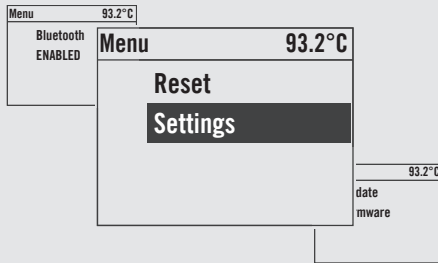 Menu 93.2°C
Bluetooth
ENABLED
Menu 93.2°C
Reset
Settings
93.2°C
date
mware